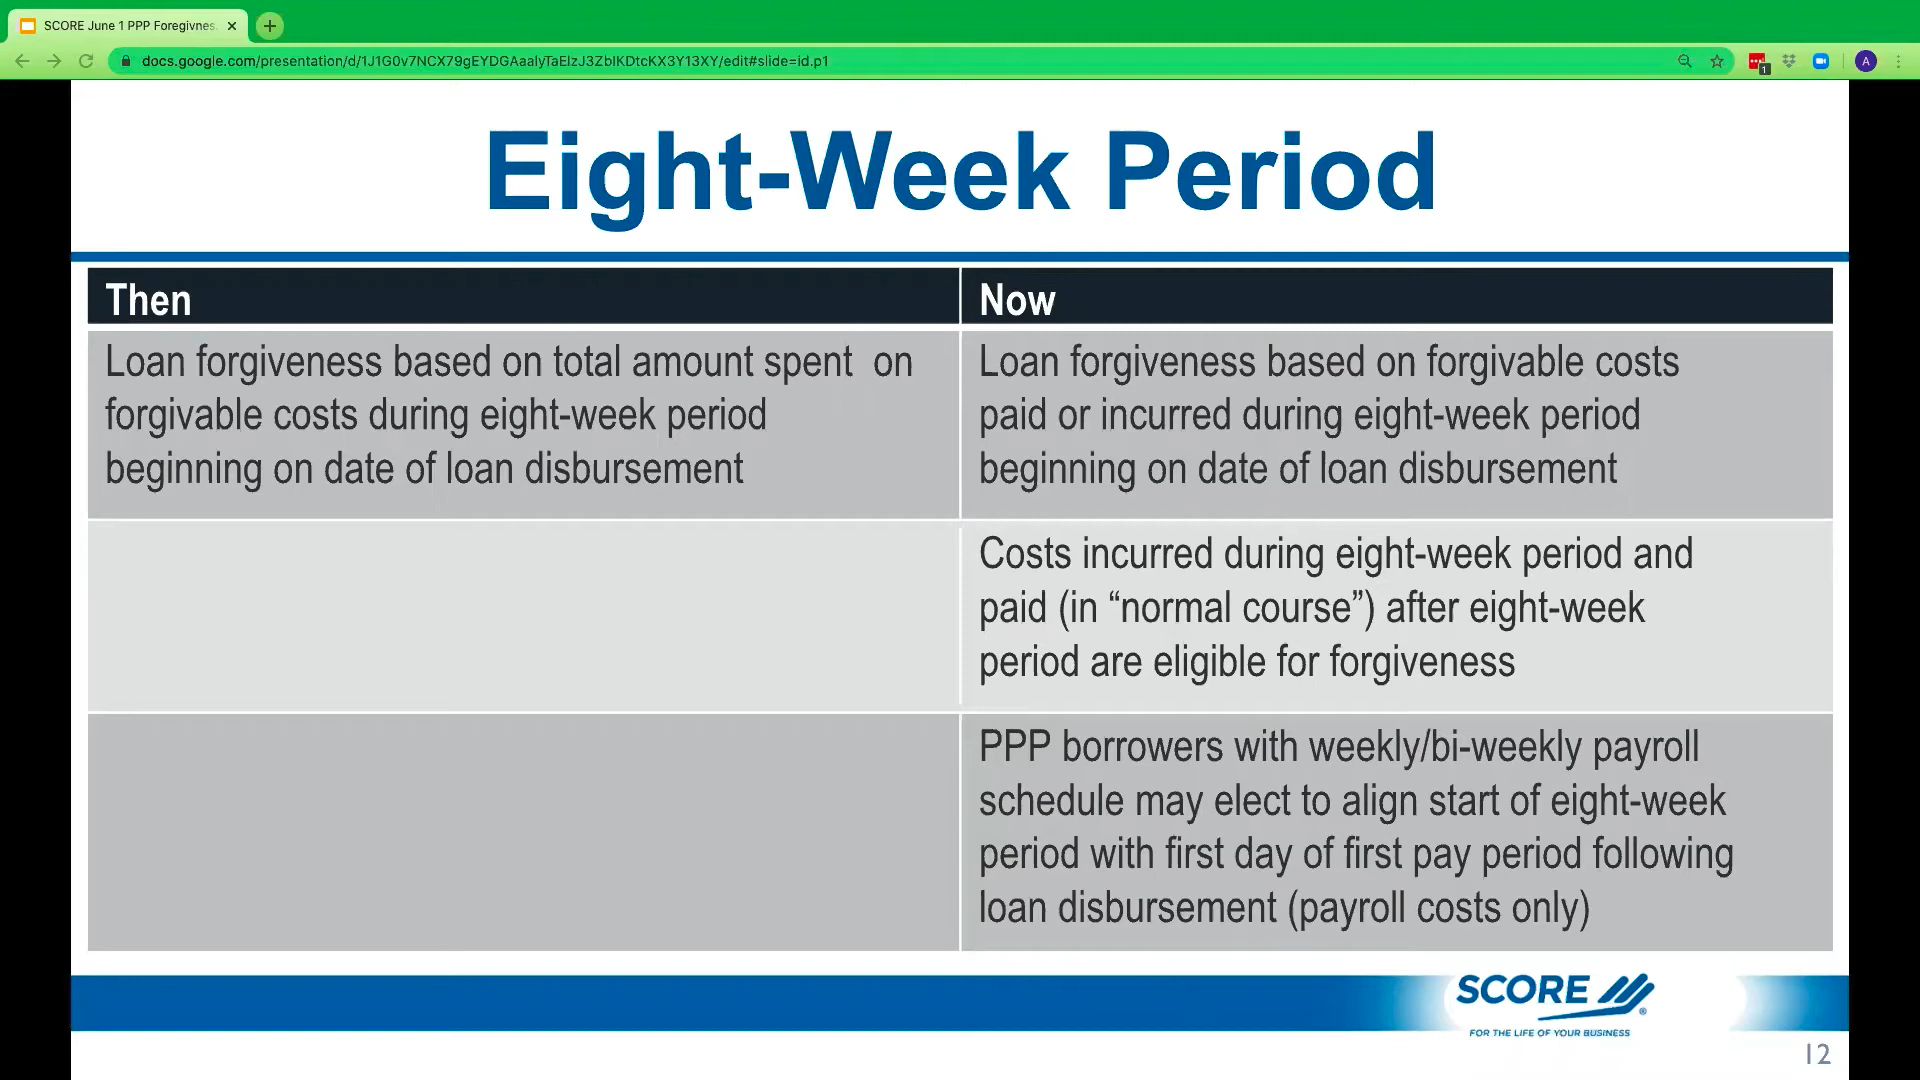 SCORE June 1 PPP Foregivnes
docs.google.com/presentation/d/1J1G0v7NCX79gEYDGAaalyTaElzJ3ZbIKDtcKX3Y13XY/edit#slide=id.p1
1
A
Eight-Week Period
Then
Now
Loan forgiveness based on total amount spent on
forgivable costs during eight-week period
beginning on date of loan disbursement
Loan forgiveness based on forgivable costs
paid or incurred during eight-week period
beginning on date of loan disbursement
Costs incurred during eight-week period and
paid (in “normal course”) after eight-week
period are eligible for forgiveness
PPP borrowers with weekly/bi-weekly payroll
schedule may elect to align start of eight-week
period with first day of first pay period following
loan disbursement (payroll costs only)
SCORE
®
FOR THE LIFE OF YOUR BUSINESS
12